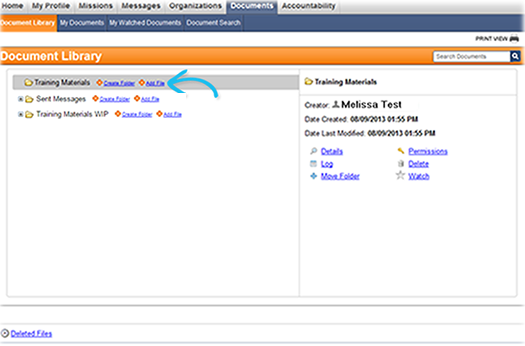 Home My Profile Missions Messages Organizations Documents Accountability
Document Library My Documents My Watched Documents Document Search
PRINT VIEW
Document Library Search Documents
Training Materials Create Folder Add File
Sent Messages Create Folder Add File
Training Materials WIP Create Folder Add File
Training Materials
Creator: Melissa Test
Date Created: 08/09/2013 01:55 PM
Date Last Modified: 08/09/2013 01:55 PM
Details Permissions
Log Delete
Move Folder Watch
Deleted Files